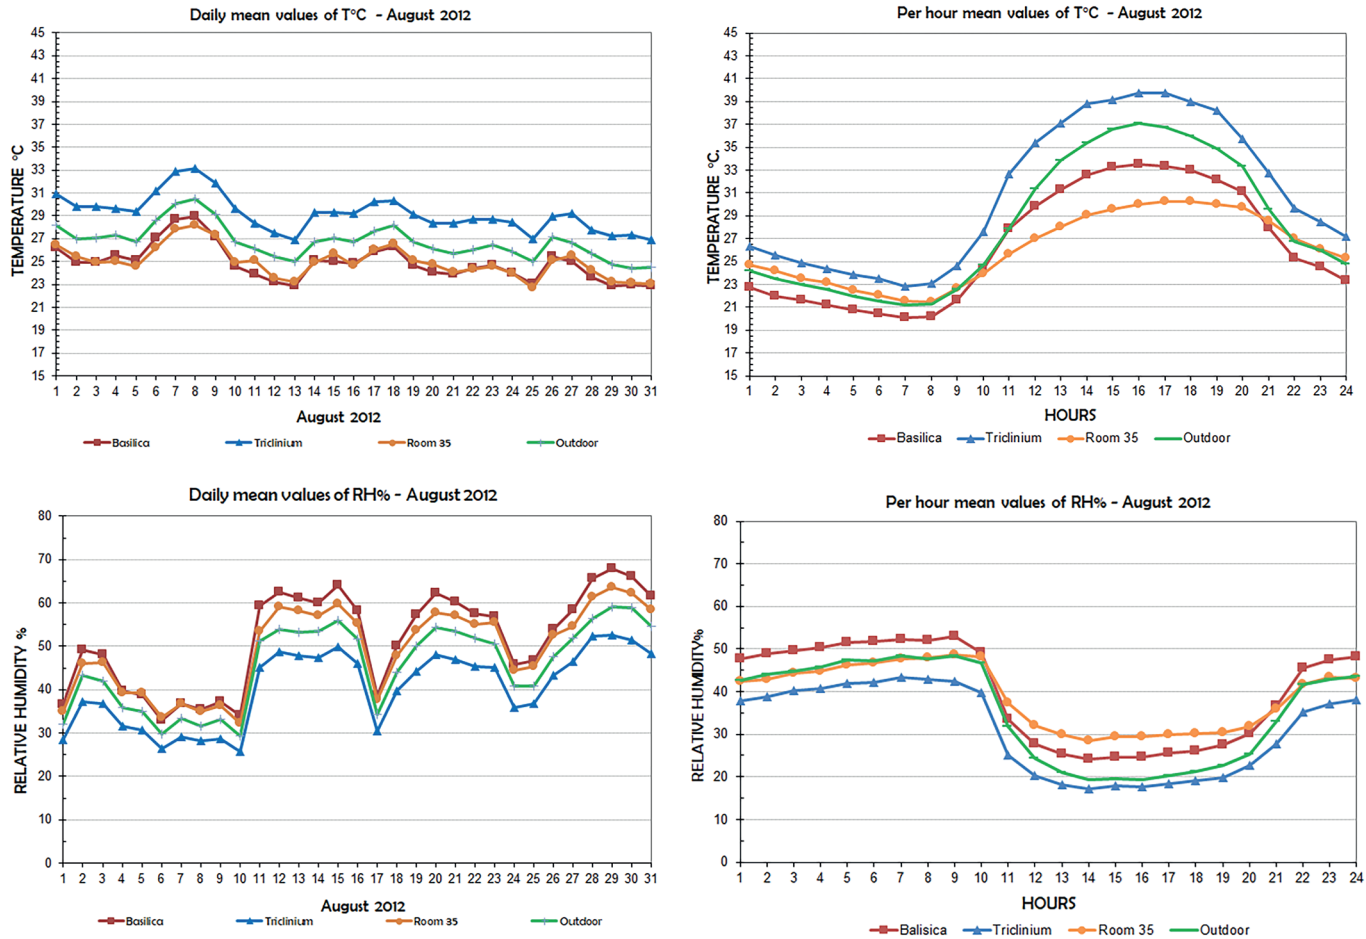 Daily mean values of T°C - August 2012
45
43
41
39
37
35
33
31
29
27
25
23
21
19
17
15
TEMPERATURE °C
1 2 3 4 5 6 7 8 9 10 11 12 13 14 15 16 17 18 19 20 21 22 23 24 25 26 27 28 29 30 31
August 2012
Basilica Triclinium Room 35 Outdoor
Per hour mean values of T°C - August 2012
45
43
41
39
37
35
33
31
29
27
25
23
21
19
17
15
TEMPERATURE °C.
1 2 3 4 5 6 7 8 9 10 11 12 13 14 15 16 17 18 19 20 21 22 23 24
HOURS
Basilica Triclinium Room 35 Outdoor
Daily mean values of RH% - August 2012
80
70
60
50
40
30
20
10
0
RELATIVE HUMIDITY %
1 2 3 4 5 6 7 8 9 10 11 12 13 14 15 16 17 18 19 20 21 22 23 24 25 26 27 28 29 30 31
August 2012
Basilica Triclinium Room 35 Outdoor
Per hour mean values of RH% - August 2012
80
70
60
50
40
30
20
10
0
RELATIVE HUMIDITY%
1 2 3 4 5 6 7 8 9 10 11 12 13 14 15 16 17 18 19 20 21 22 23 24
HOURS
Balisica Triclinium Room 35 Outdoor